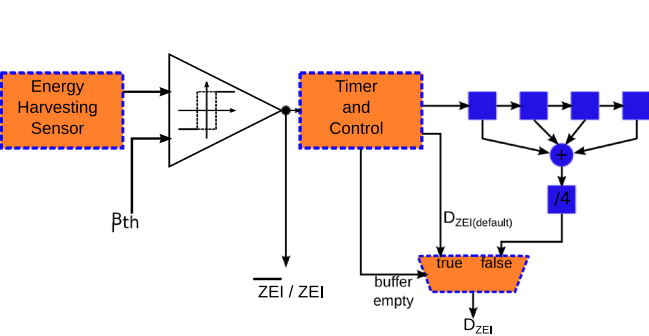 Energy
Harvesting
Sensor
Timer
and
Control
+
/4
βth
DZEI(default)
true false
buffer
empty
ZEI / ZEI
DZEI